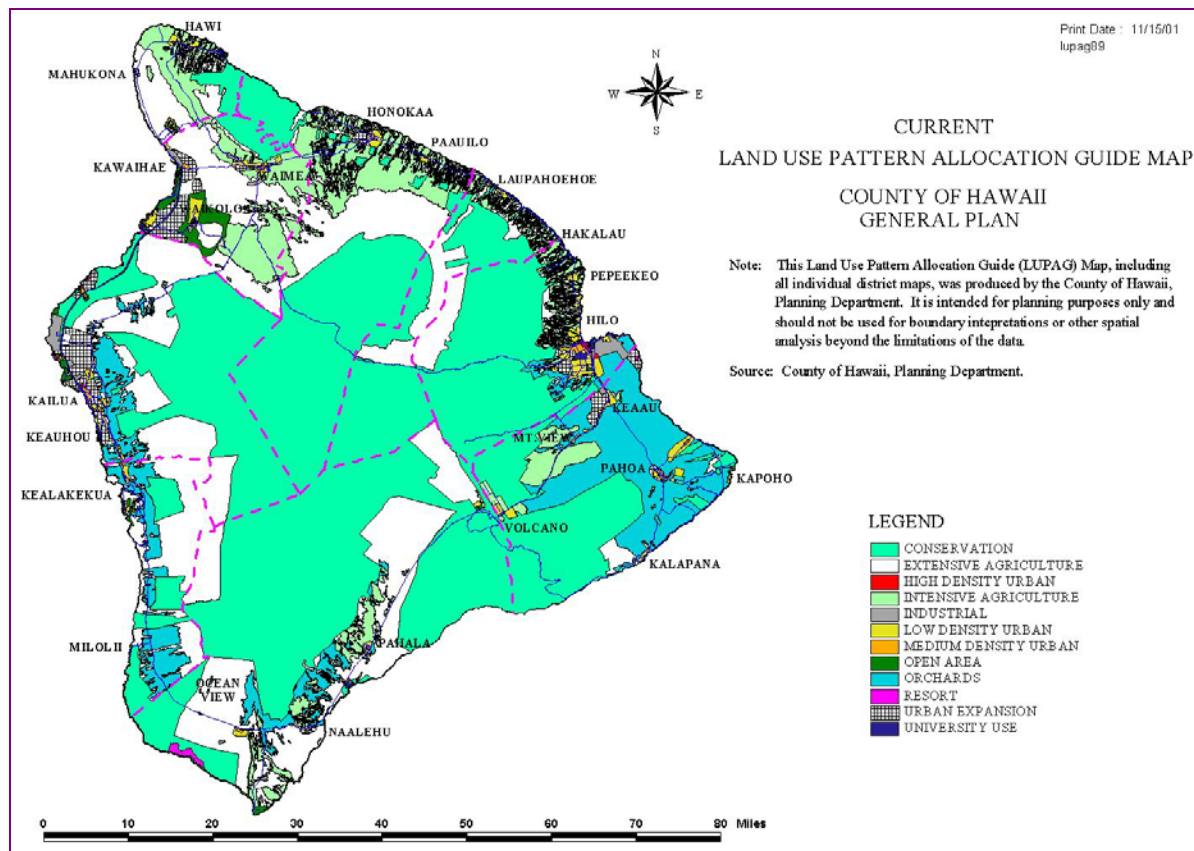 Print Date : 11/15/01
lupag89
N
W E
S
CURRENT
LAND USE PATTERN ALLOCATION GUIDE MAP
COUNTY OF HAWAII
GENERAL PLAN
Note: This Land Use Pattern Allocation Guide (LUPAG) Map, including
all individual district maps, was produced by the County of Hawaii,
Planning Department. It is intended for planning purposes only and
should not be used for boundary intepretations or other spatial
analysis beyond the limitations of the data.
Source: County of Hawaii, Planning Department.
HAWI
MAHUKONA
HONOKAA
PAAUILO
KAWAIHAE
WAIMEA
LAUPAHOEHOE
HAKALAU
PEPEEKEO
HILO
KAILUA
KEAAU
KEAUHOU
MT. VIEW
PAHOA
KAPOHO
KEALAKEKUA
VOLCANO
KALAPANA
MILOLII
PAHALA
OCEAN
VIEW
NAALEHU
LEGEND
CONSERVATION
EXTENSIVE AGRICULTURE
HIGH DENSITY URBAN
INTENSIVE AGRICULTURE
INDUSTRIAL
LOW DENSITY URBAN
MEDIUM DENSITY URBAN
OPEN AREA
ORCHARDS
RESORT
URBAN EXPANSION
UNIVERSITY USE
0 10 20 30 40 50 60 70 80 Miles